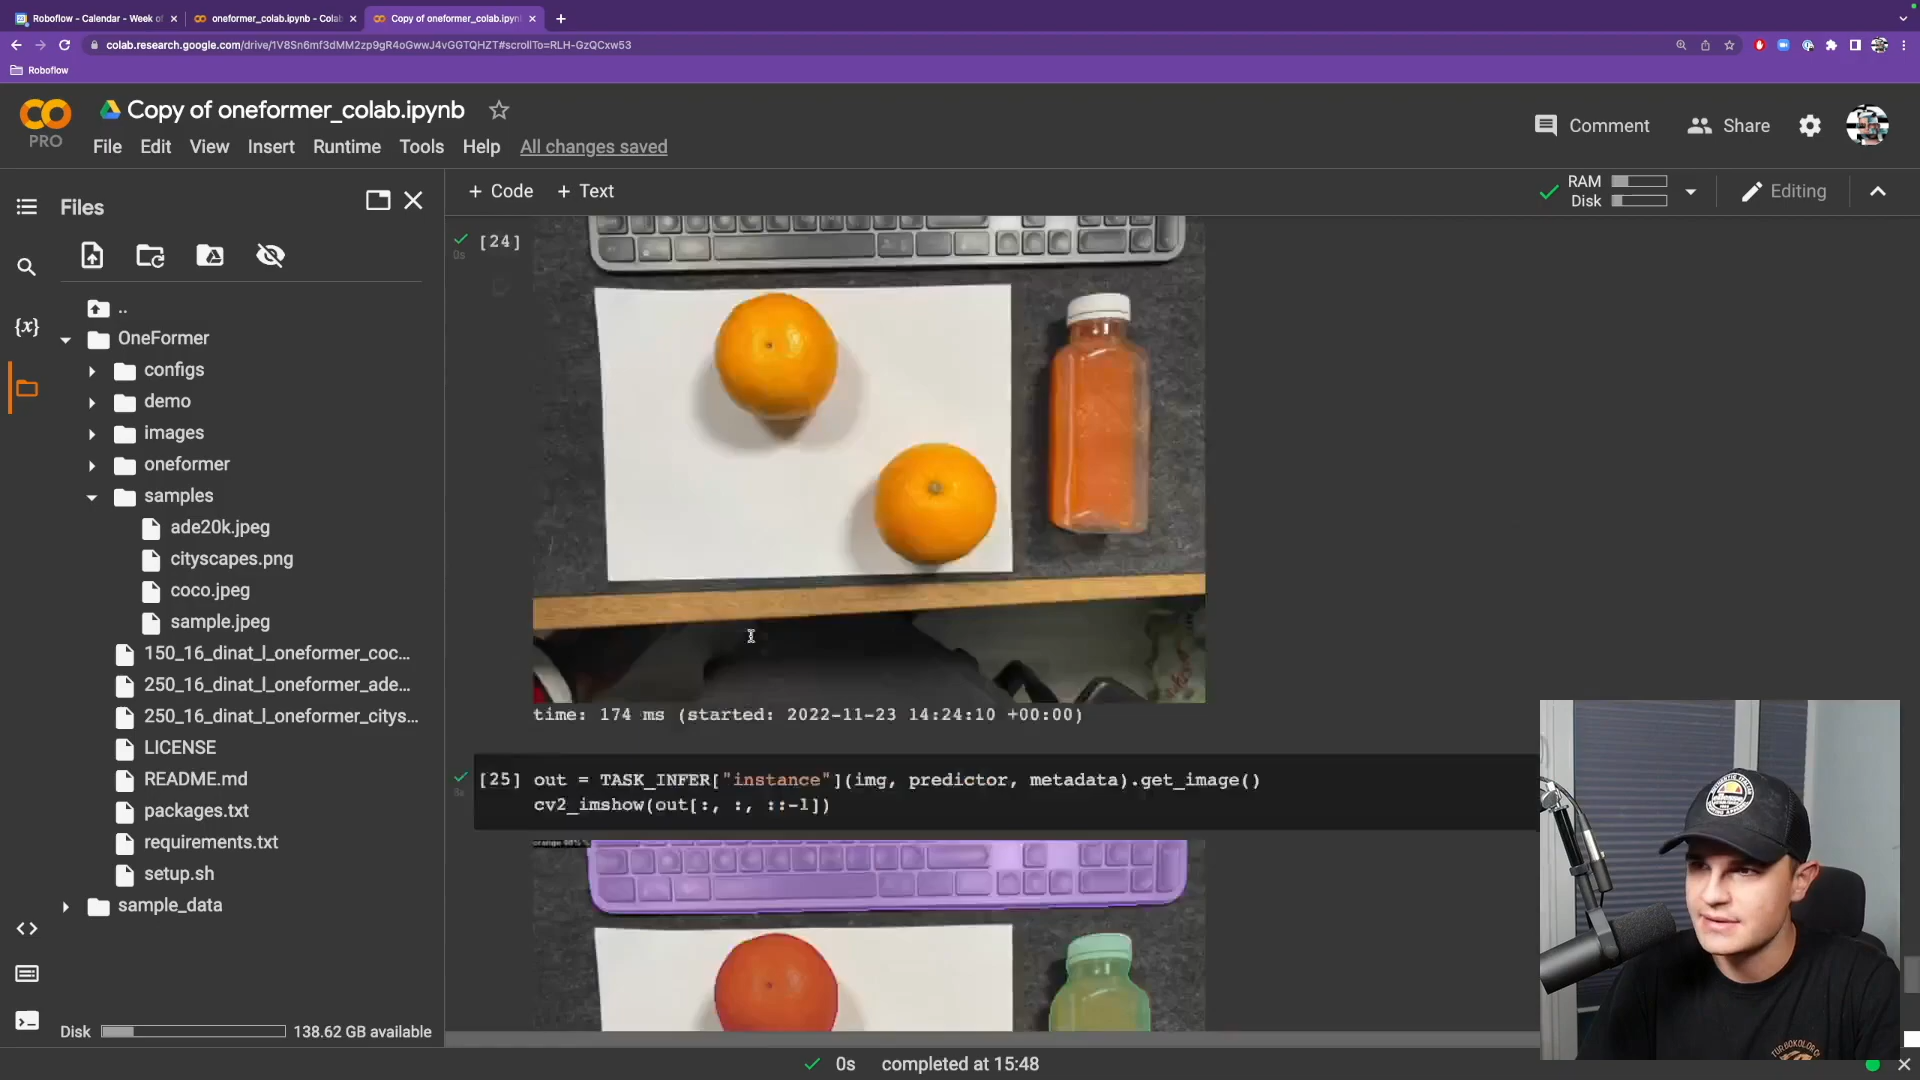 Roboflow - Calendar - Week of
oneformer_colab.ipynb - Colab
Copy of oneformer_colab.ipyn
colab.research.google.com/drive/1V8Sn6mf3dMM2zp9gR4oGwwJ4vGGTQHZT#scrollTo=RLH-GzQCxw53
Roboflow
PRO
Copy of oneformer_colab.ipynb
File Edit View Insert Runtime Tools Help All changes saved
Comment Share
Files
+ Code + Text
RAM
Disk
Editing
..
OneFormer
configs
demo
images
oneformer
samples
ade20k.jpeg
cityscapes.png
coco.jpeg
sample.jpeg
150_16_dinat_l_oneformer_coc...
250_16_dinat_l_oneformer_ade...
250_16_dinat_l_oneformer_citys...
LICENSE
README.md
packages.txt
requirements.txt
setup.sh
sample_data
Disk 138.62 GB available
[24]
0s
time: 174 ms (started: 2022-11-23 14:24:10 +00:00)
[25] out = TASK_INFER["instance"](img, predictor, metadata).get_image()
cv2_imshow(out[:, :, ::-1])
orange 98%
0s completed at 15:48